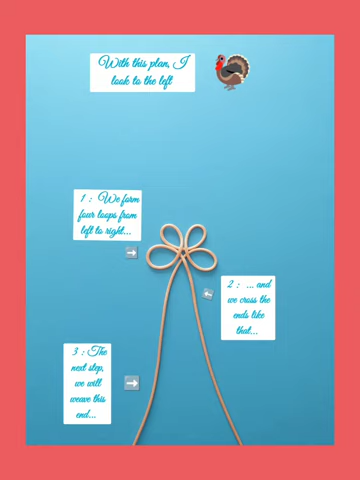 With this plan, I
look to the left
1 : We form
four loops from
left to right...
2 : ... and
we cross the
ends like
that...
3 : The
next step,
we will
weave this
end...